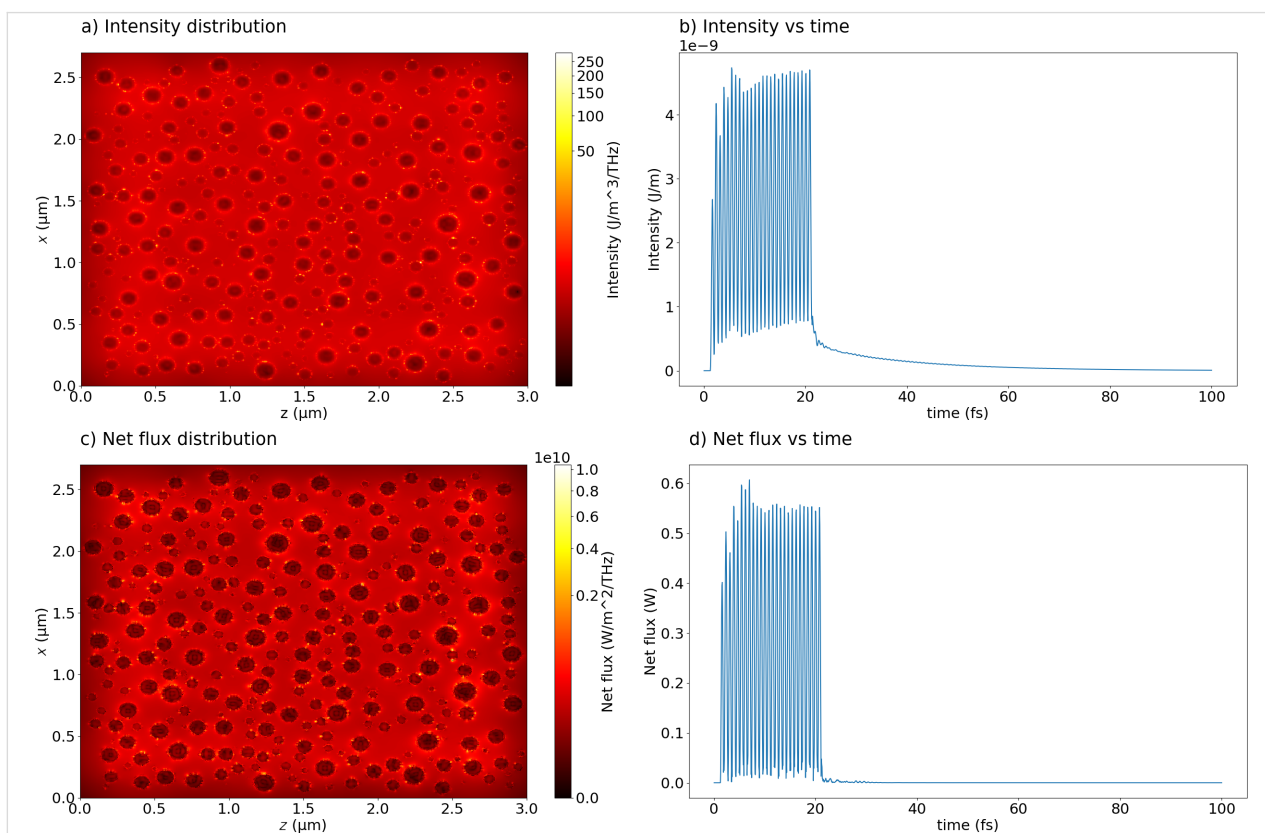 a) Intensity distribution
2.5
2.0
1.5
1.0
0.5
0.0
x (µm)
0.0 0.5 1.0 1.5 2.0 2.5 3.0
z (µm)
250
200
150
100
50
Intensity (J/m^3/THz)
b) Intensity vs time
1e−9
4
3
2
1
0
Intensity (J/m)
0 20 40 60 80 100
time (fs)
c) Net flux distribution
2.5
2.0
1.5
1.0
0.5
0.0
x (µm)
0.0 0.5 1.0 1.5 2.0 2.5 3.0
z (µm)
1e10
1.0
0.8
0.6
0.4
0.2
0.0
Net flux (W/m^2/THz)
d) Net flux vs time
0.6
0.5
0.4
0.3
0.2
0.1
0.0
Net flux (W)
0 20 40 60 80 100
time (fs)